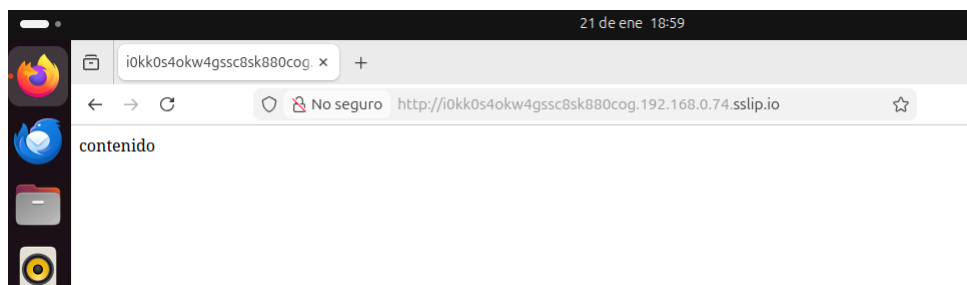 21 de ene 18:59
i0kk0s4okw4gssc8sk880cog.
No seguro http://i0kk0s4okw4gssc8sk880cog.192.168.0.74.sslip.io
contenido